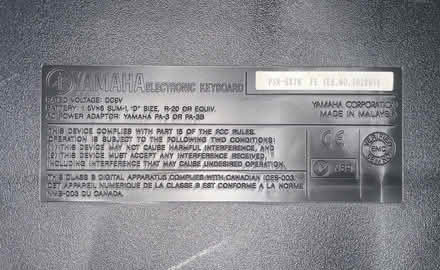 YAMAHA ELECTRONIC KEYBOARD
RATED VOLTAGE: DC9V
BATTERY: 1.5V×6 SUM-1, "D" SIZE, R-20 OR EQUIV.
AC POWER ADAPTOR: YAMAHA PA-3 OR PA-3B
YAMAHA CORPORATION
MADE IN MALAYSIA
THIS DEVICE COMPLIES WITH PART 15 OF THE FCC RULES.
OPERATION IS SUBJECT TO THE FOLLOWING TWO CONDITIONS:
(1) THIS DEVICE MAY NOT CAUSE HARMFUL INTERFERENCE, AND
(2) THIS DEVICE MUST ACCEPT ANY INTERFERENCE RECEIVED,
INCLUDING INTERFERENCE THAT MAY CAUSE UNDESIRED OPERATION.
CE
THIS CLASS B DIGITAL APPARATUS COMPLIES WITH CANADIAN ICES-003.
CET APPAREIL NUMERIQUE DE LA CLASSE B EST CONFORME A LA NORME
NMB-003 DU CANADA.